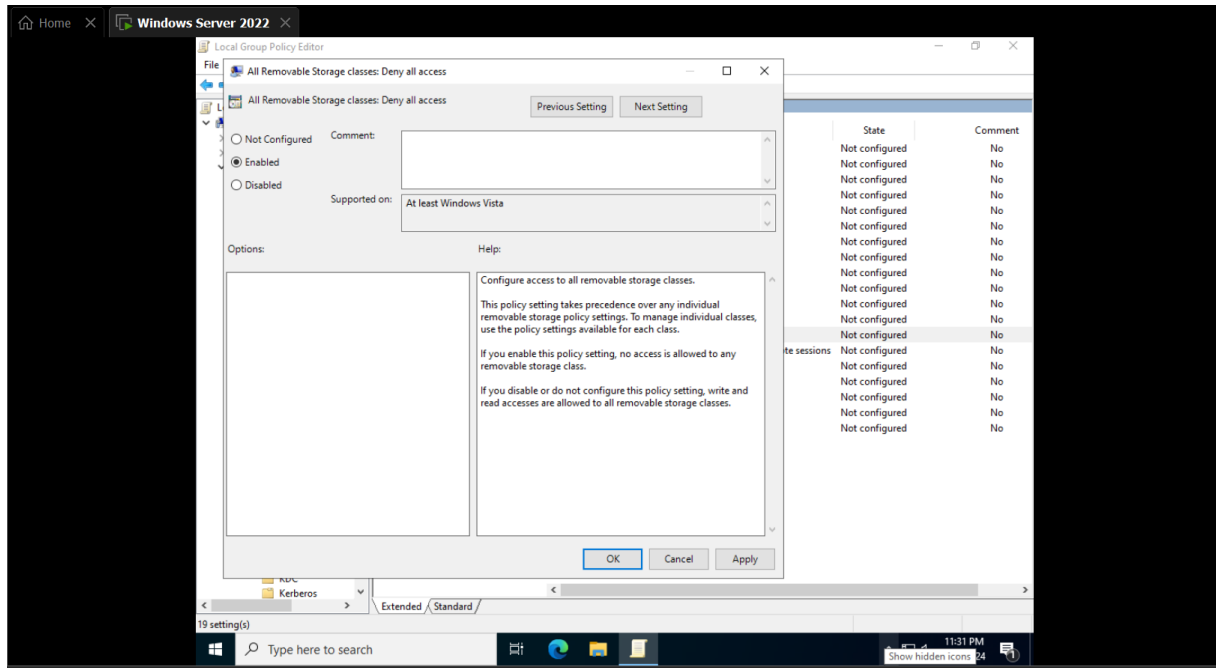 Home
Windows Server 2022
Local Group Policy Editor
File
All Removable Storage classes: Deny all access
All Removable Storage classes: Deny all access
Previous Setting
Next Setting
Not Configured
Enabled
Disabled
Comment:
Supported on:
At least Windows Vista
Options:
Help:
Configure access to all removable storage classes.
This policy setting takes precedence over any individual
removable storage policy settings. To manage individual classes,
use the policy settings available for each class.
If you enable this policy setting, no access is allowed to any
removable storage class.
If you disable or do not configure this policy setting, write and
read accesses are allowed to all removable storage classes.
OK
Cancel
Apply
State Comment
Not configured No
Not configured No
Not configured No
Not configured No
Not configured No
Not configured No
Not configured No
Not configured No
Not configured No
Not configured No
Not configured No
Not configured No
Not configured No
sessions Not configured No
Not configured No
Not configured No
Not configured No
Not configured No
Not configured No
KDC
Kerberos
Extended
Standard
19 setting(s)
Type here to search
11:31 PM
Show hidden icons
24
1